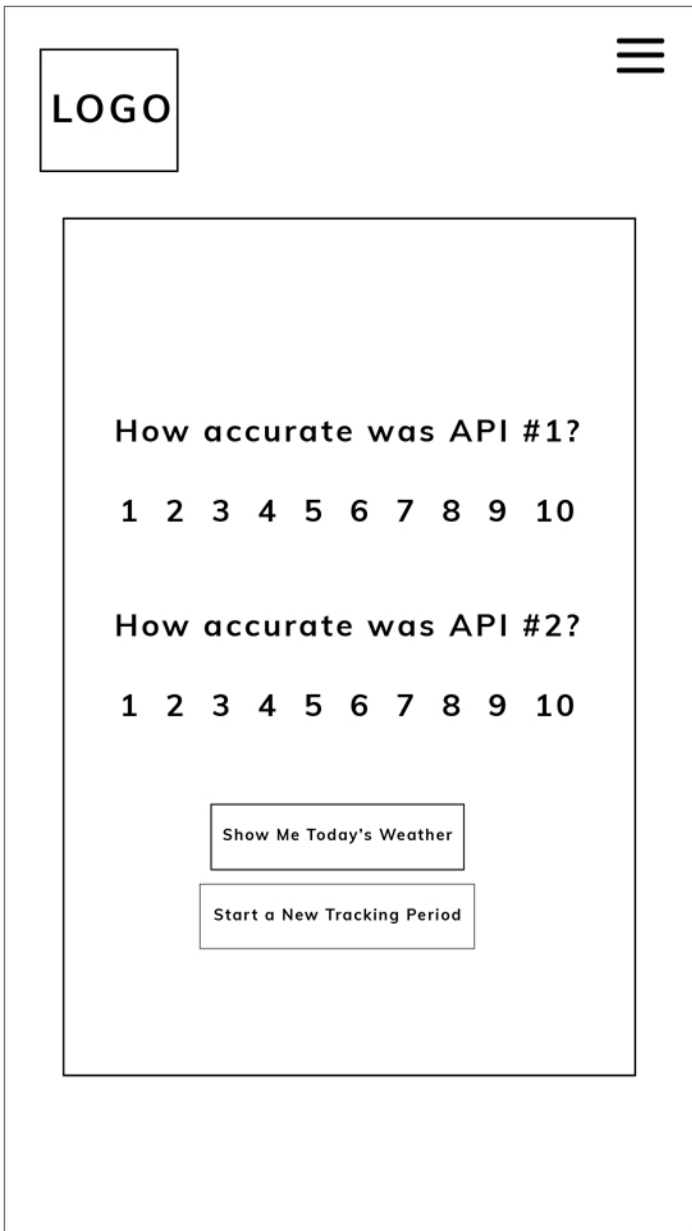 LOGO
How accurate was API #1?
1 2 3 4 5 6 7 8 9 10
How accurate was API #2?
1 2 3 4 5 6 7 8 9 10
Show Me Today's Weather
Start a New Tracking Period